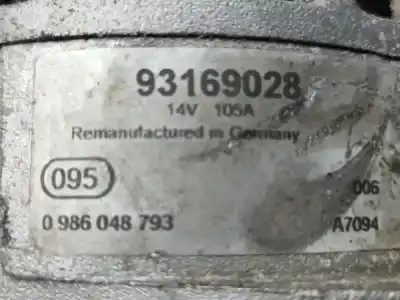 93169028
14V 105A
Remanufactured in Germany
095
006
0 986 048 793 A7094